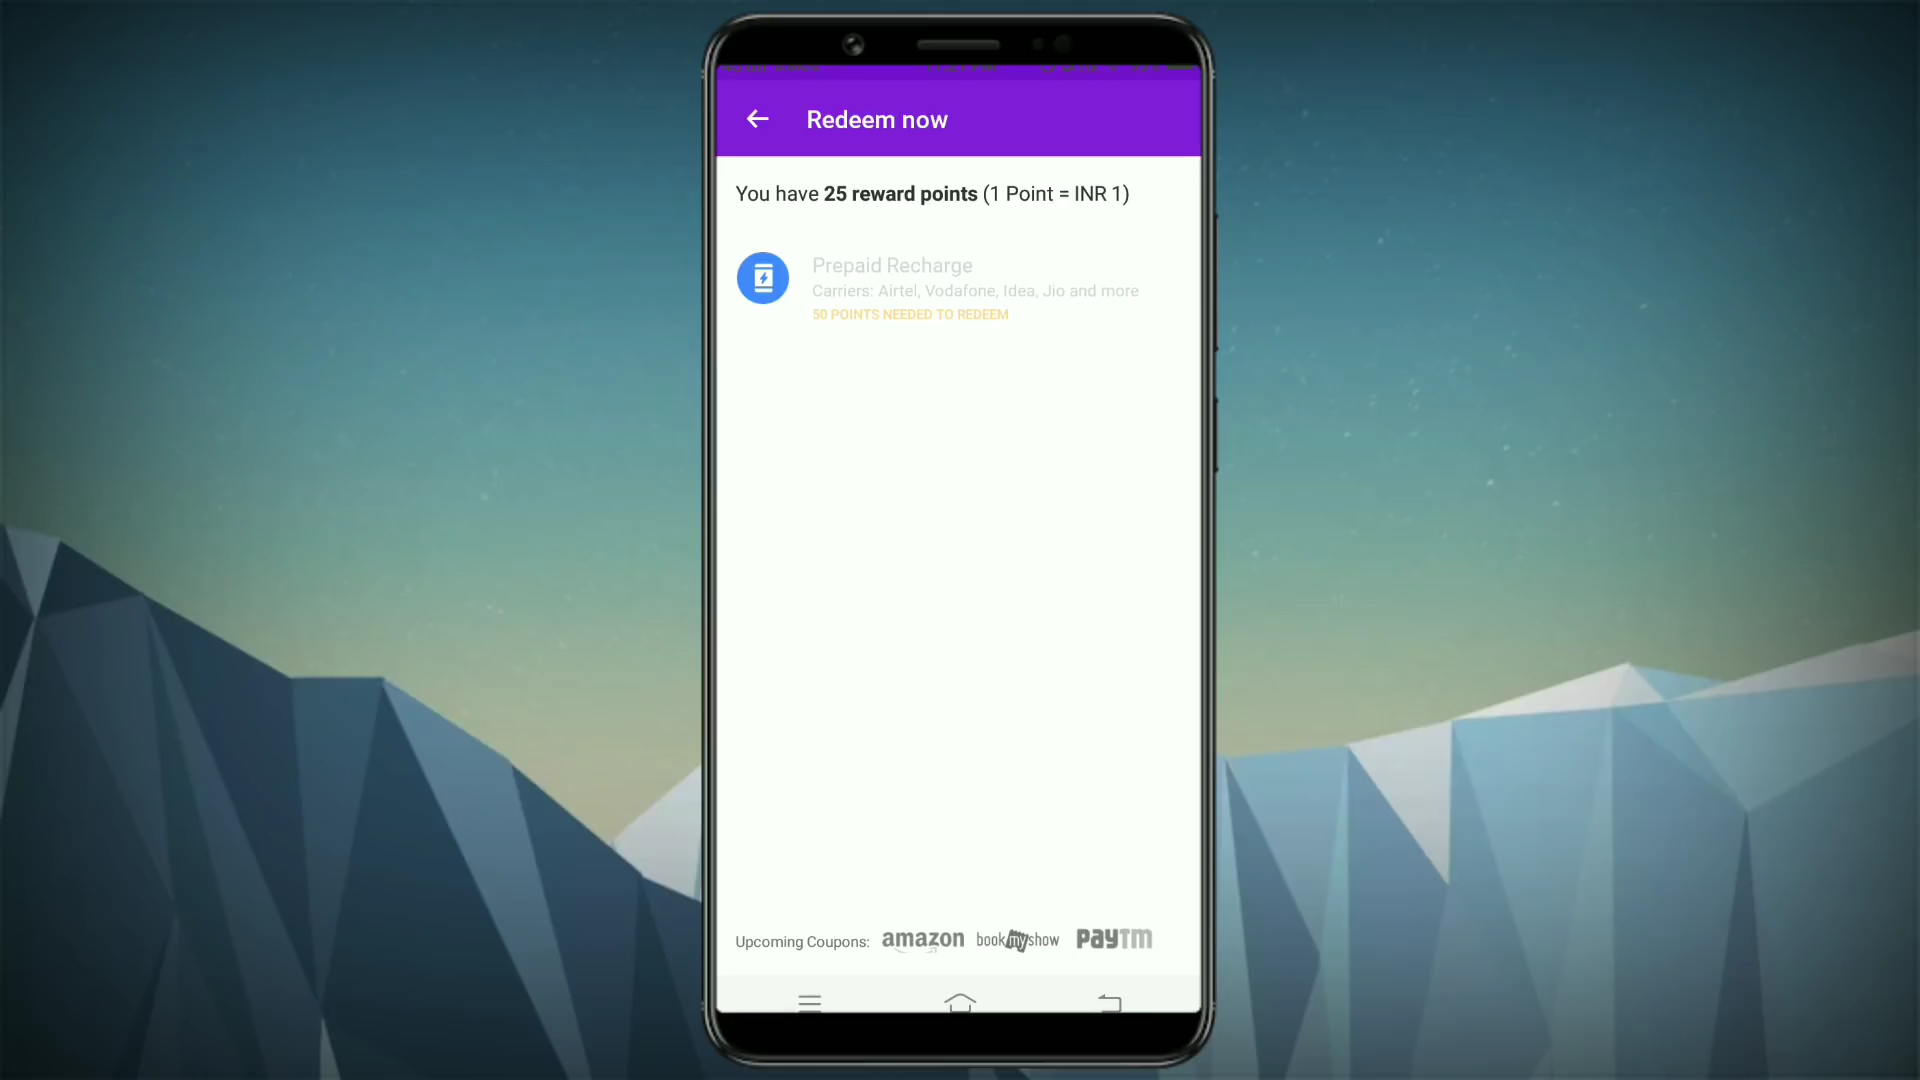 Redeem now
You have 25 reward points (1 Point = INR 1)
Prepaid Recharge
Carriers: Airtel, Vodafone, Idea, Jio and more
50 POINTS NEEDED TO REDEEM
Upcoming Coupons: amazon bookmyshow PAYTM